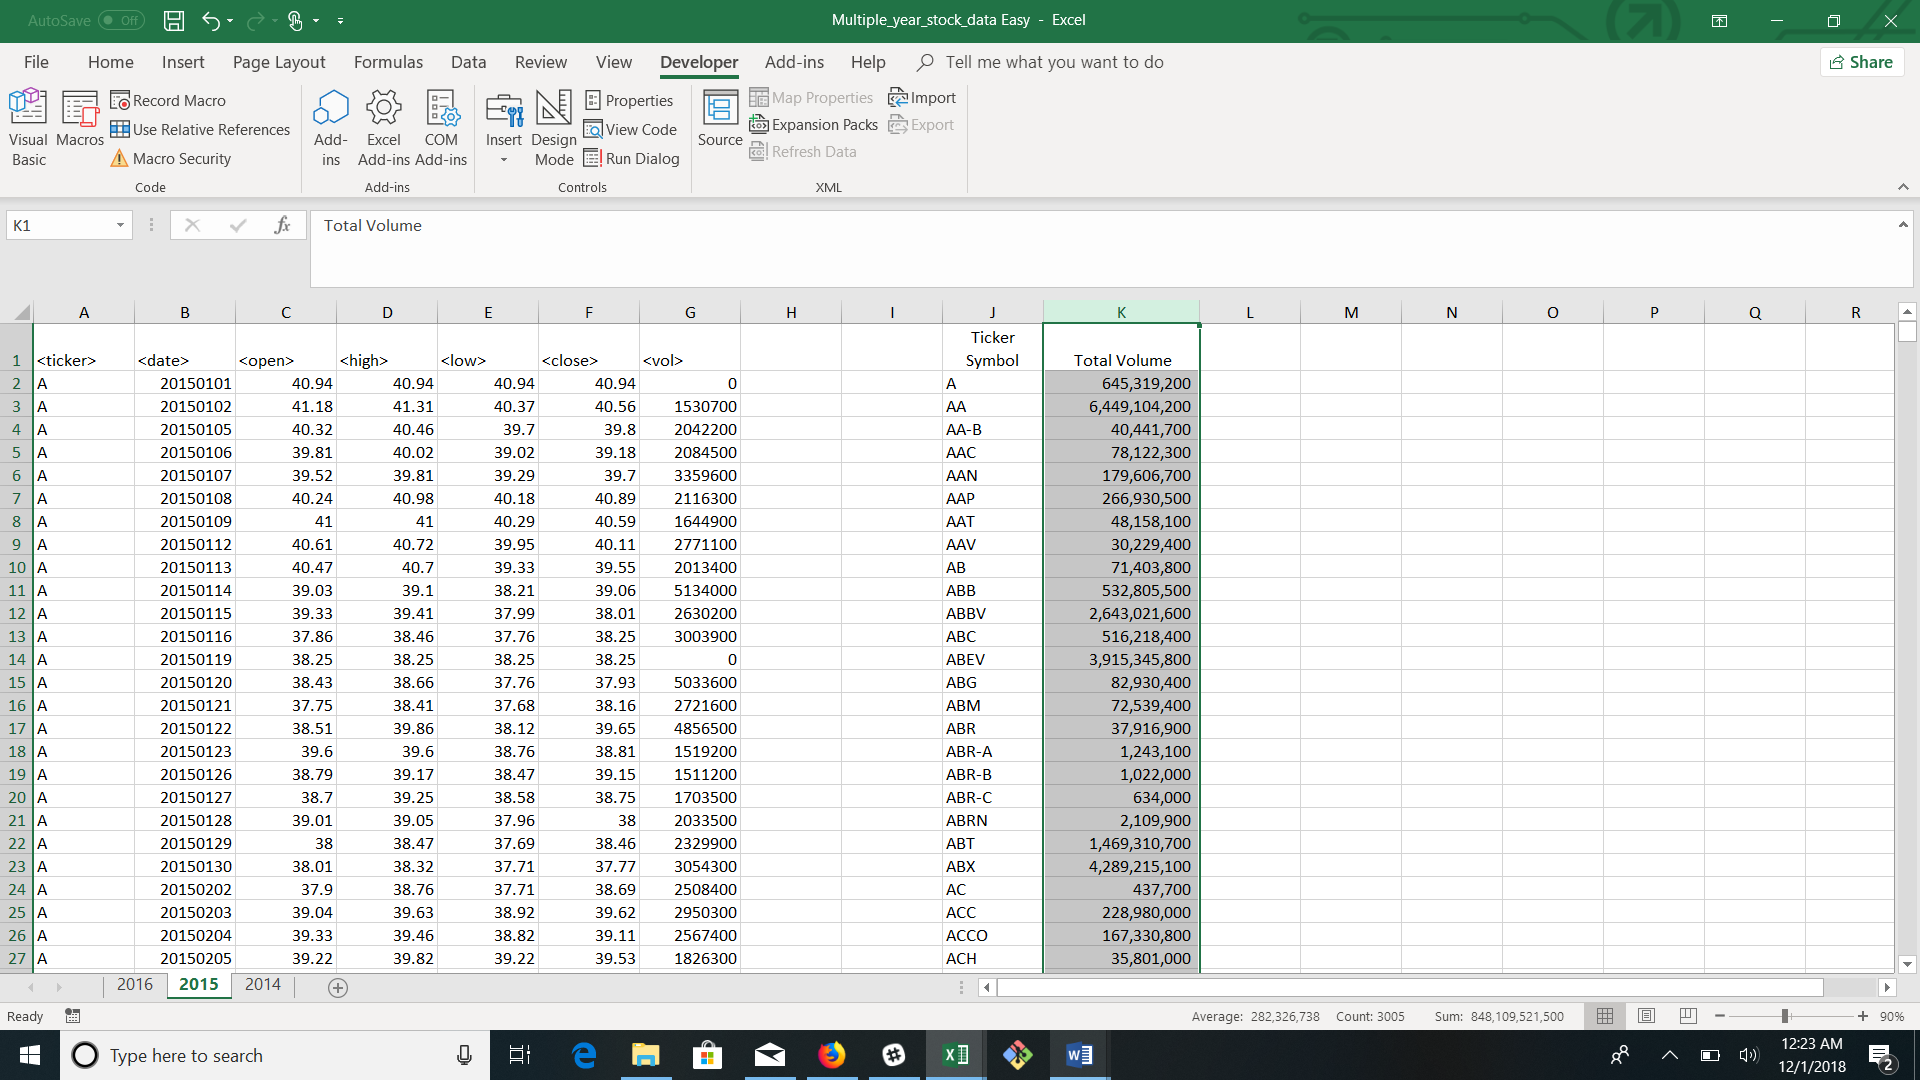 AutoSave Off
Multiple_year_stock_data Easy - Excel
File Home Insert Page Layout Formulas Data Review View Developer Add-ins Help Tell me what you want to do Share
Visual Basic
Macros
Record Macro
Use Relative References
Macro Security
Code
Add-ins
Excel Add-ins
COM Add-ins
Add-ins
Insert
Design Mode
Properties
View Code
Run Dialog
Controls
Source
Map Properties
Expansion Packs
Refresh Data
Import
Export
XML
K1 fx Total Volume
A B C D E F G H I J K L M N O P Q R
1 <ticker> <date> <open> <high> <low> <close> <vol> Ticker Symbol Total Volume
2 A 20150101 40.94 40.94 40.94 40.94 0 A 645,319,200
3 A 20150102 41.18 41.31 40.37 40.56 1530700 AA 6,449,104,200
4 A 20150105 40.32 40.46 39.7 39.8 2042200 AA-B 40,441,700
5 A 20150106 39.81 40.02 39.02 39.18 2084500 AAC 78,122,300
6 A 20150107 39.52 39.81 39.29 39.7 3359600 AAN 179,606,700
7 A 20150108 40.24 40.98 40.18 40.89 2116300 AAP 266,930,500
8 A 20150109 41 41 40.29 40.59 1644900 AAT 48,158,100
9 A 20150112 40.61 40.72 39.95 40.11 2771100 AAV 30,229,400
10 A 20150113 40.47 40.7 39.33 39.55 2013400 AB 71,403,800
11 A 20150114 39.03 39.1 38.21 39.06 5134000 ABB 532,805,500
12 A 20150115 39.33 39.41 37.99 38.01 2630200 ABBV 2,643,021,600
13 A 20150116 37.86 38.46 37.76 38.25 3003900 ABC 516,218,400
14 A 20150119 38.25 38.25 38.25 38.25 0 ABEV 3,915,345,800
15 A 20150120 38.43 38.66 37.76 37.93 5033600 ABG 82,930,400
16 A 20150121 37.75 38.41 37.68 38.16 2721600 ABM 72,539,400
17 A 20150122 38.51 39.86 38.12 39.65 4856500 ABR 37,916,900
18 A 20150123 39.6 39.6 38.76 38.81 1519200 ABR-A 1,243,100
19 A 20150126 38.79 39.17 38.47 39.15 1511200 ABR-B 1,022,000
20 A 20150127 38.7 39.25 38.58 38.75 1703500 ABR-C 634,000
21 A 20150128 39.01 39.05 37.96 38 2033500 ABRN 2,109,900
22 A 20150129 38 38.47 37.69 38.46 2329900 ABT 1,469,310,700
23 A 20150130 38.01 38.32 37.71 37.77 3054300 ABX 4,289,215,100
24 A 20150202 37.9 38.76 37.71 38.69 2508400 AC 437,700
25 A 20150203 39.04 39.63 38.92 39.62 2950300 ACC 228,980,000
26 A 20150204 39.33 39.46 38.82 39.11 2567400 ACCO 167,330,800
27 A 20150205 39.22 39.82 39.22 39.53 1826300 ACH 35,801,000
2016 2015 2014
Ready Average: 282,326,738 Count: 3005 Sum: 848,109,521,500 90%
Type here to search
12:23 AM
12/1/2018
2